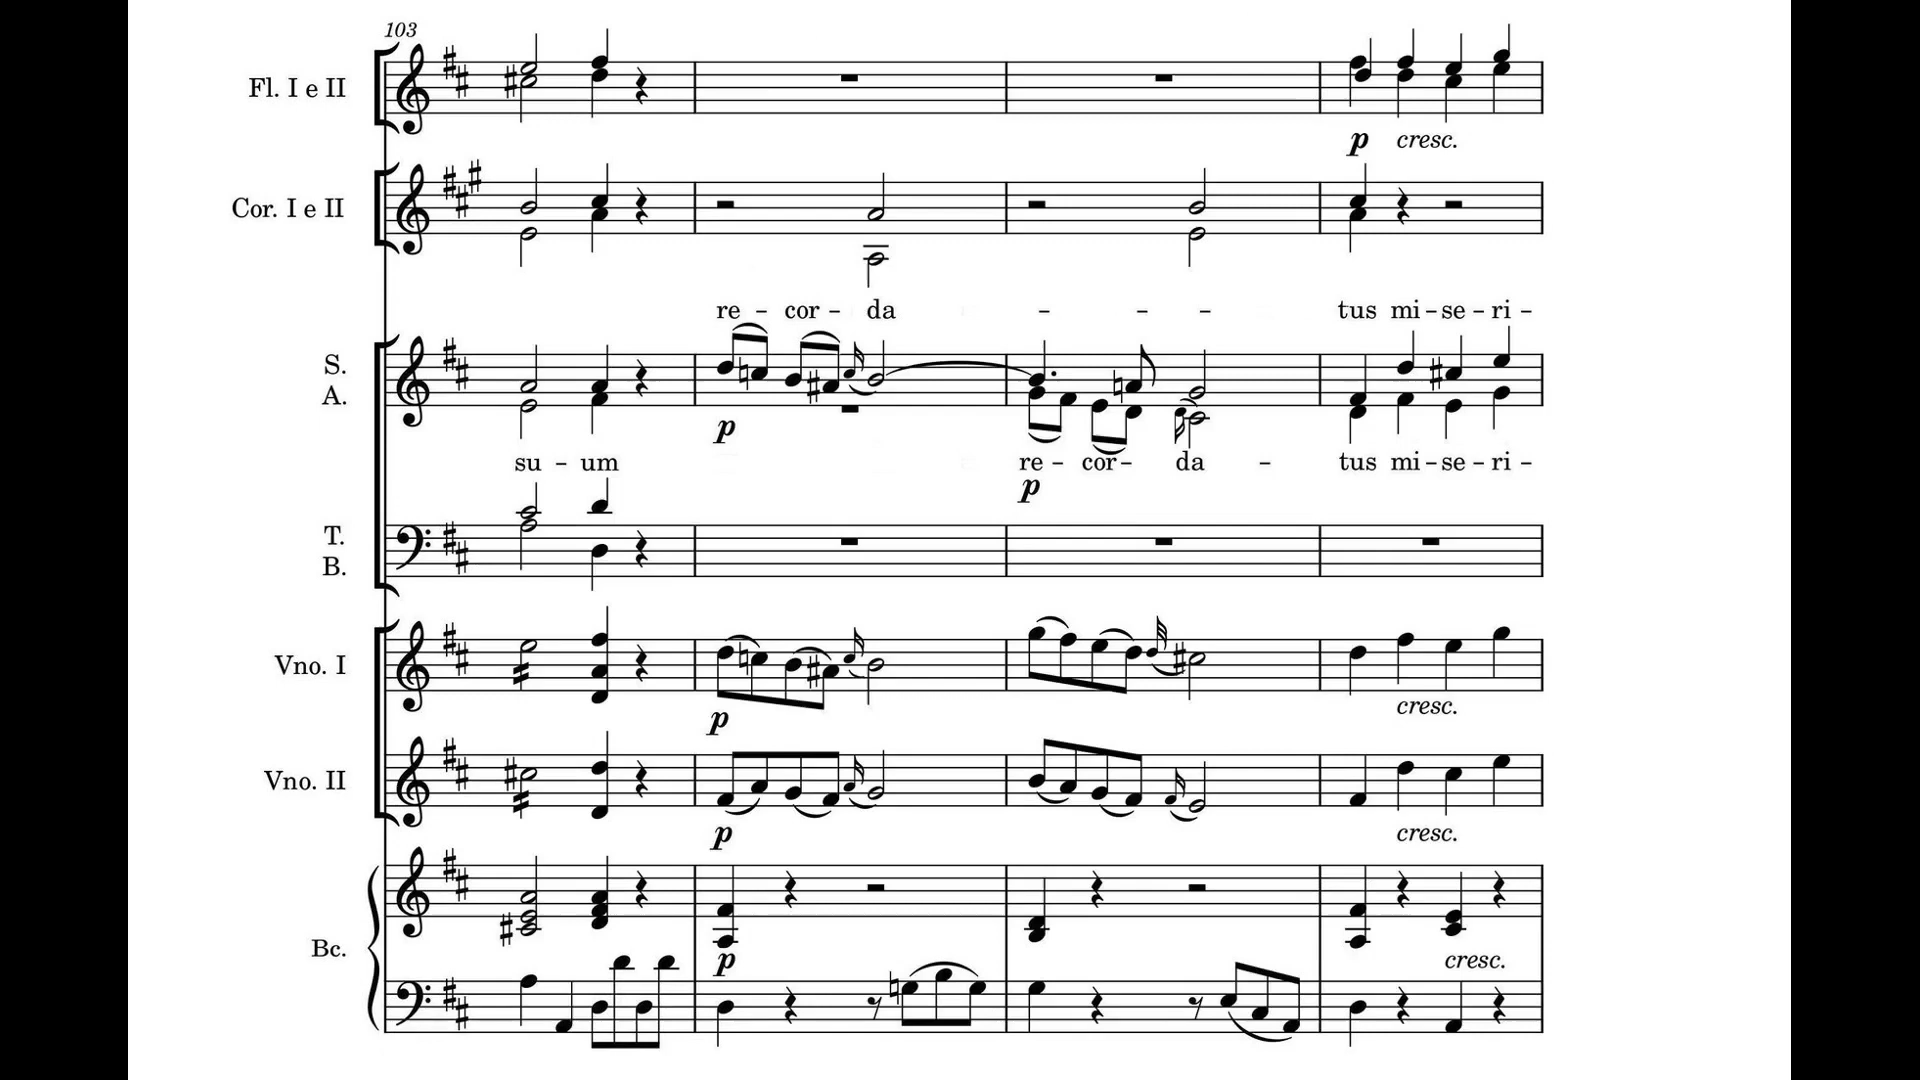 103
Fl. I e II
p cresc.
Cor. I e II
re - cor - da - - - tus mi - se - ri -
S.
A.
p
su - um re - cor - da - tus mi - se - ri -
p
T.
B.
Vno. I
cresc.
p
Vno. II
p cresc.
Bc.
p cresc.